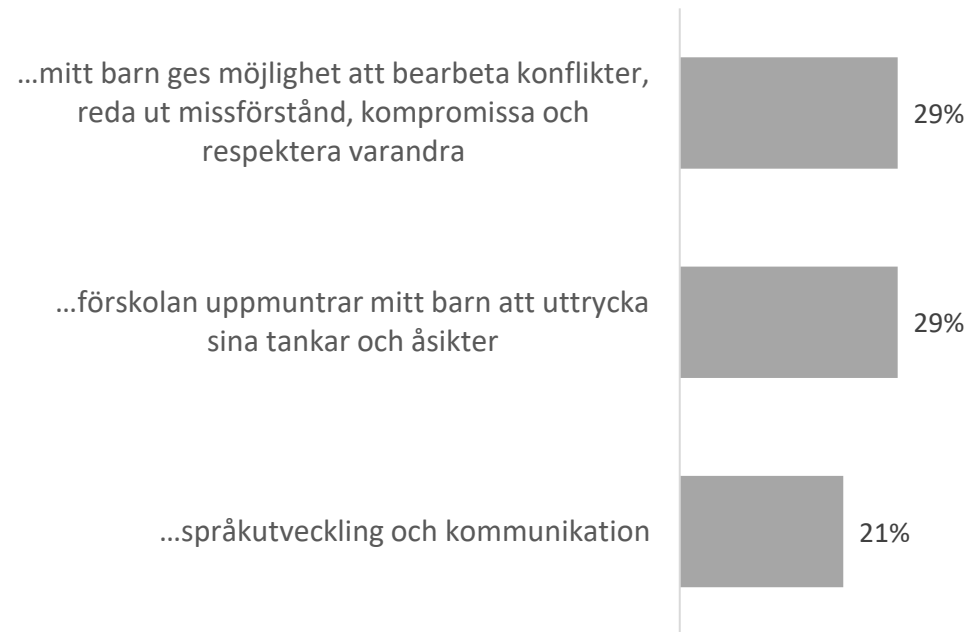 …mitt barn ges möjlighet att bearbeta konflikter,
reda ut missförstånd, kompromissa och
respektera varandra
29%
…förskolan uppmuntrar mitt barn att uttrycka
sina tankar och åsikter
29%
…språkutveckling och kommunikation
21%